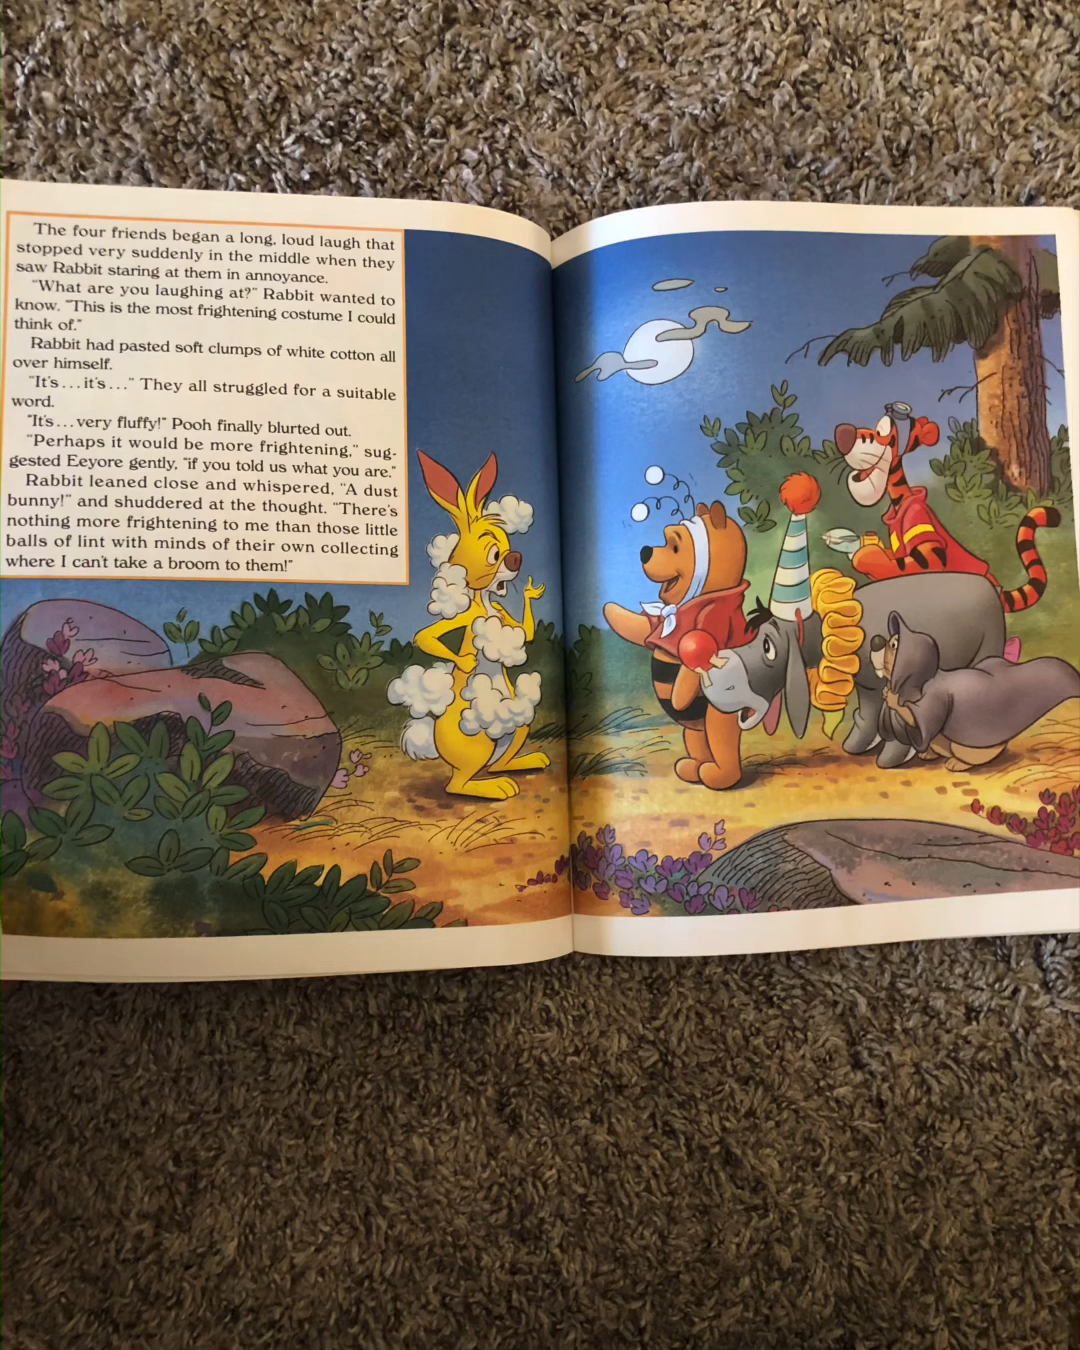 The four friends began a long, loud laugh that
stopped very suddenly in the middle when they
saw Rabbit staring at them in annoyance.
"What are you laughing at?" Rabbit wanted to
know. "This is the most frightening costume I could
think of."
Rabbit had pasted soft clumps of white cotton all
over himself.
"It's...it's..." They all struggled for a suitable
word.
"It's...very fluffy!" Pooh finally blurted out.
"Perhaps it would be more frightening," sug-
gested Eeyore gently, "if you told us what you are."
Rabbit leaned close and whispered, "A dust
bunny!" and shuddered at the thought. "There's
nothing more frightening to me than those little
balls of lint with minds of their own collecting
where I can't take a broom to them!"